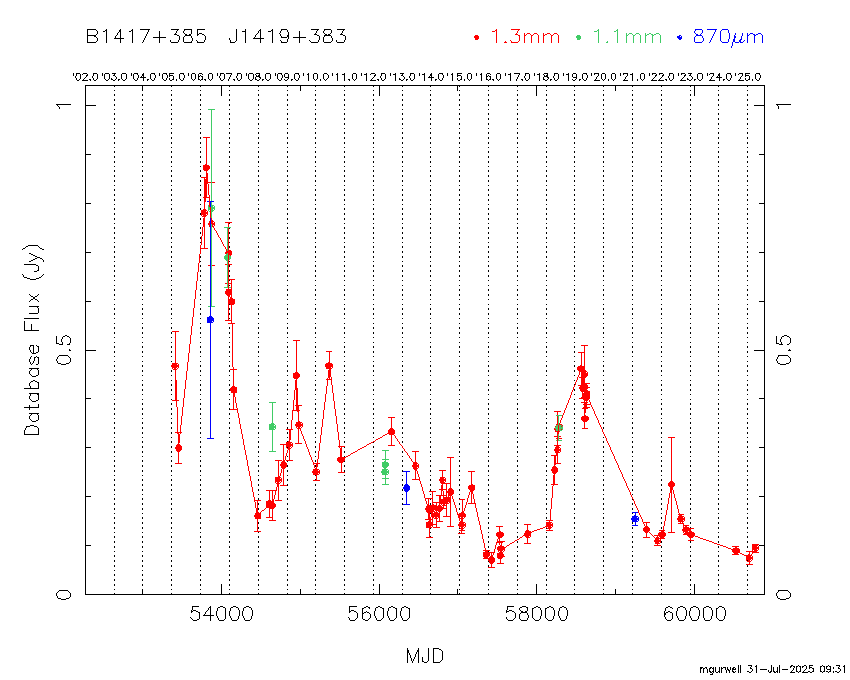 B1417+385 J1419+383 1.3mm 1.1mm 870μm
'02.0 '03.0 '04.0 '05.0 '06.0 '07.0 '08.0 '09.0 '10.0 '11.0 '12.0 '13.0 '14.0 '15.0 '16.0 '17.0 '18.0 '19.0 '20.0 '21.0 '22.0 '23.0 '24.0 '25.0
1 1
Database Flux (Jy)
0.5 0.5
0 0
54000 56000 58000 60000
MJD
mgurwell 31-Jul-2025 09:31